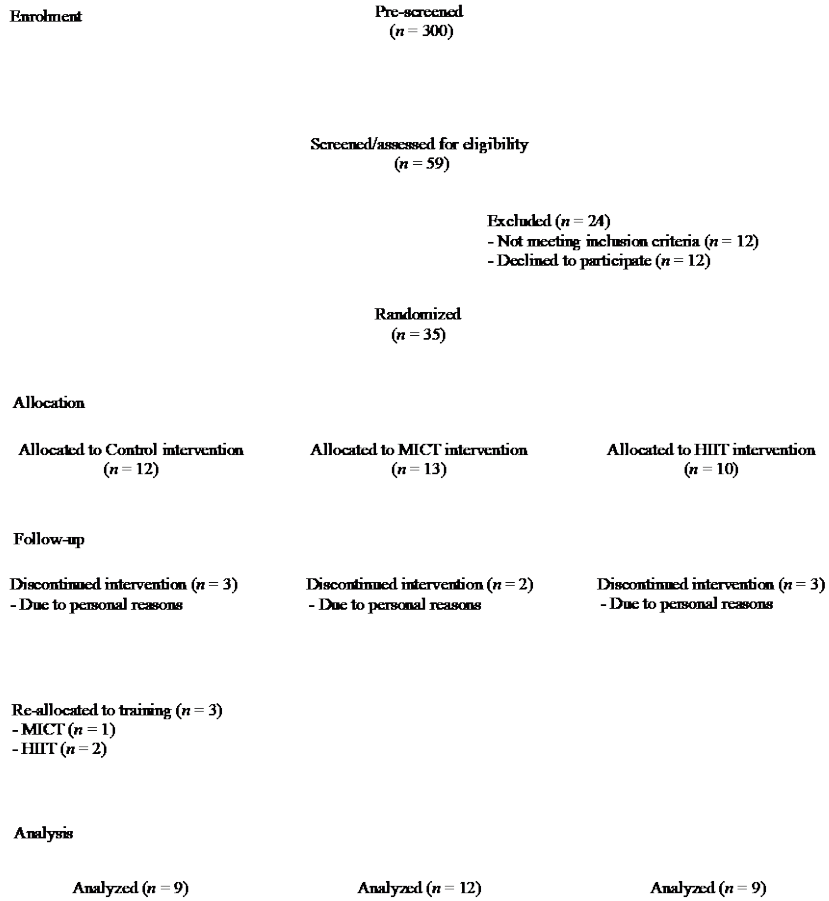 Enrolment
Pre-screened
(n = 300)
Screened/assessed for eligibility
(n = 59)
Excluded (n = 24)
- Not meeting inclusion criteria (n = 12)
- Declined to participate (n = 12)
Randomized
(n = 35)
Allocation
Allocated to Control intervention
(n = 12)
Allocated to MICT intervention
(n = 13)
Allocated to HIIT intervention
(n = 10)
Follow-up
Discontinued intervention (n = 3)
- Due to personal reasons
Discontinued intervention (n = 2)
- Due to personal reasons
Discontinued intervention (n = 3)
- Due to personal reasons
Re-allocated to training (n = 3)
- MICT (n = 1)
- HIIT (n = 2)
Analysis
Analyzed (n = 9)
Analyzed (n = 12)
Analyzed (n = 9)